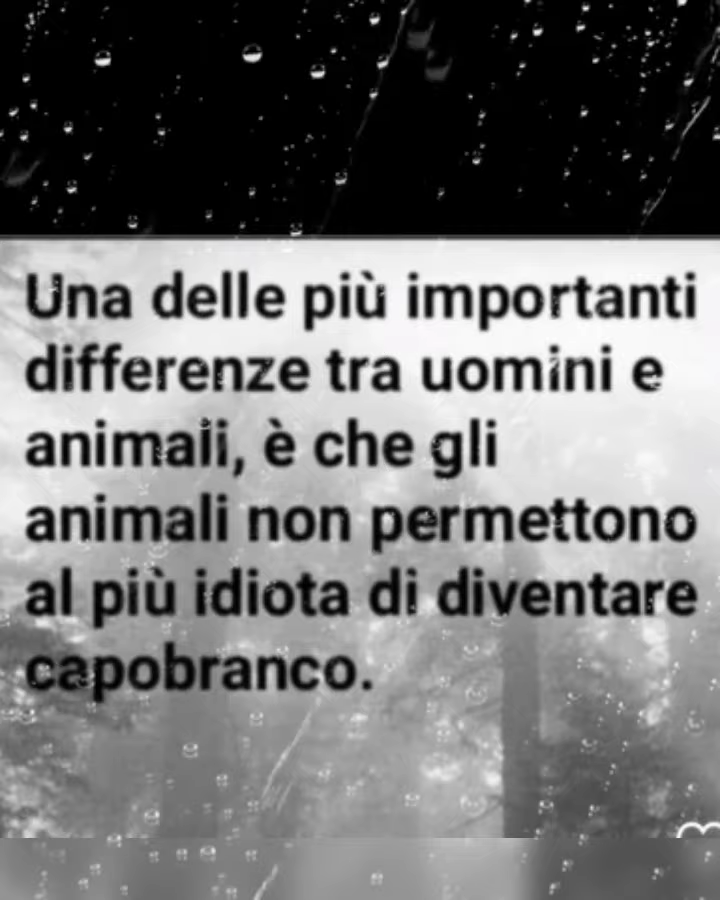 Una delle più importanti
differenze tra uomini e
animali, è che gli
animali non permettono
al più idiota di diventare
capobranco.